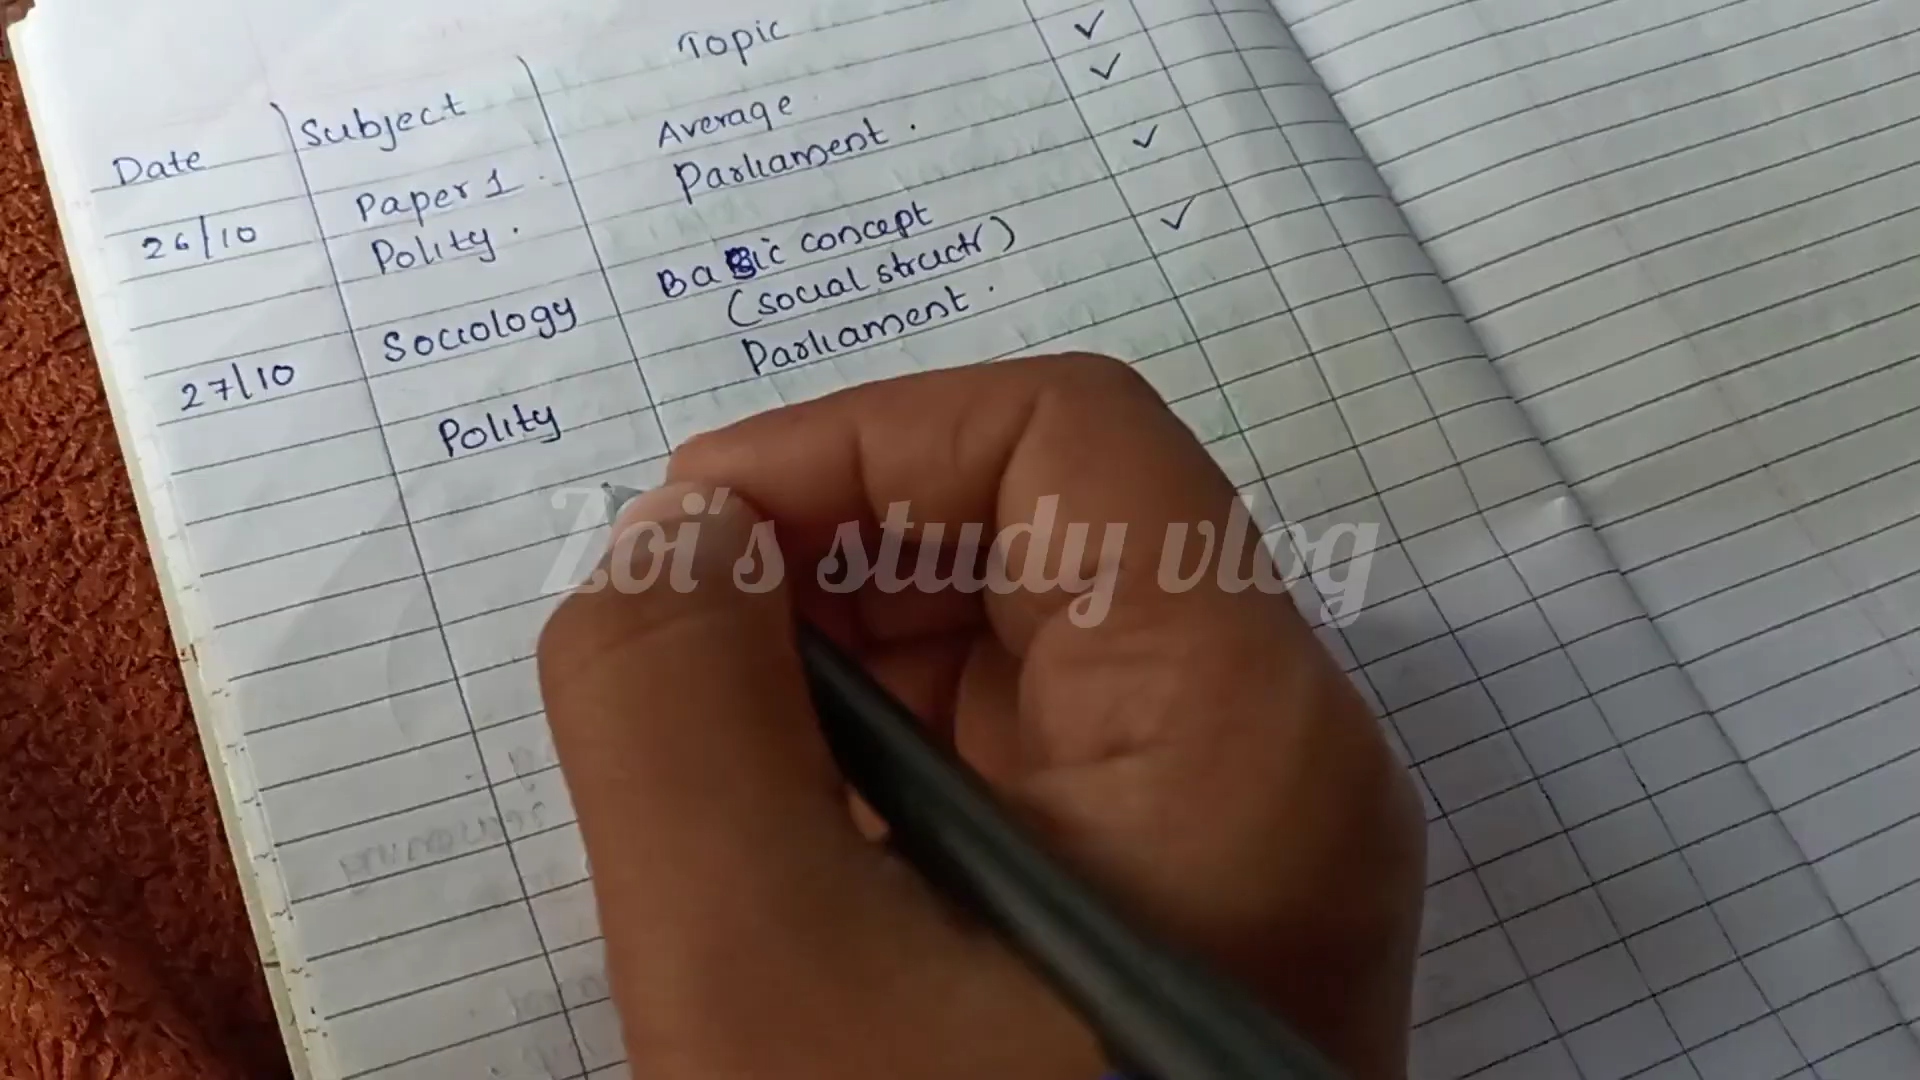 Date Subject Topic
26/10 Paper 1 . Average ✓
Polity . Parliament . ✓
27/10 Sociology Basic concept ✓
(social structr)
Polity Parliament . ✓
Zoi's study vlog